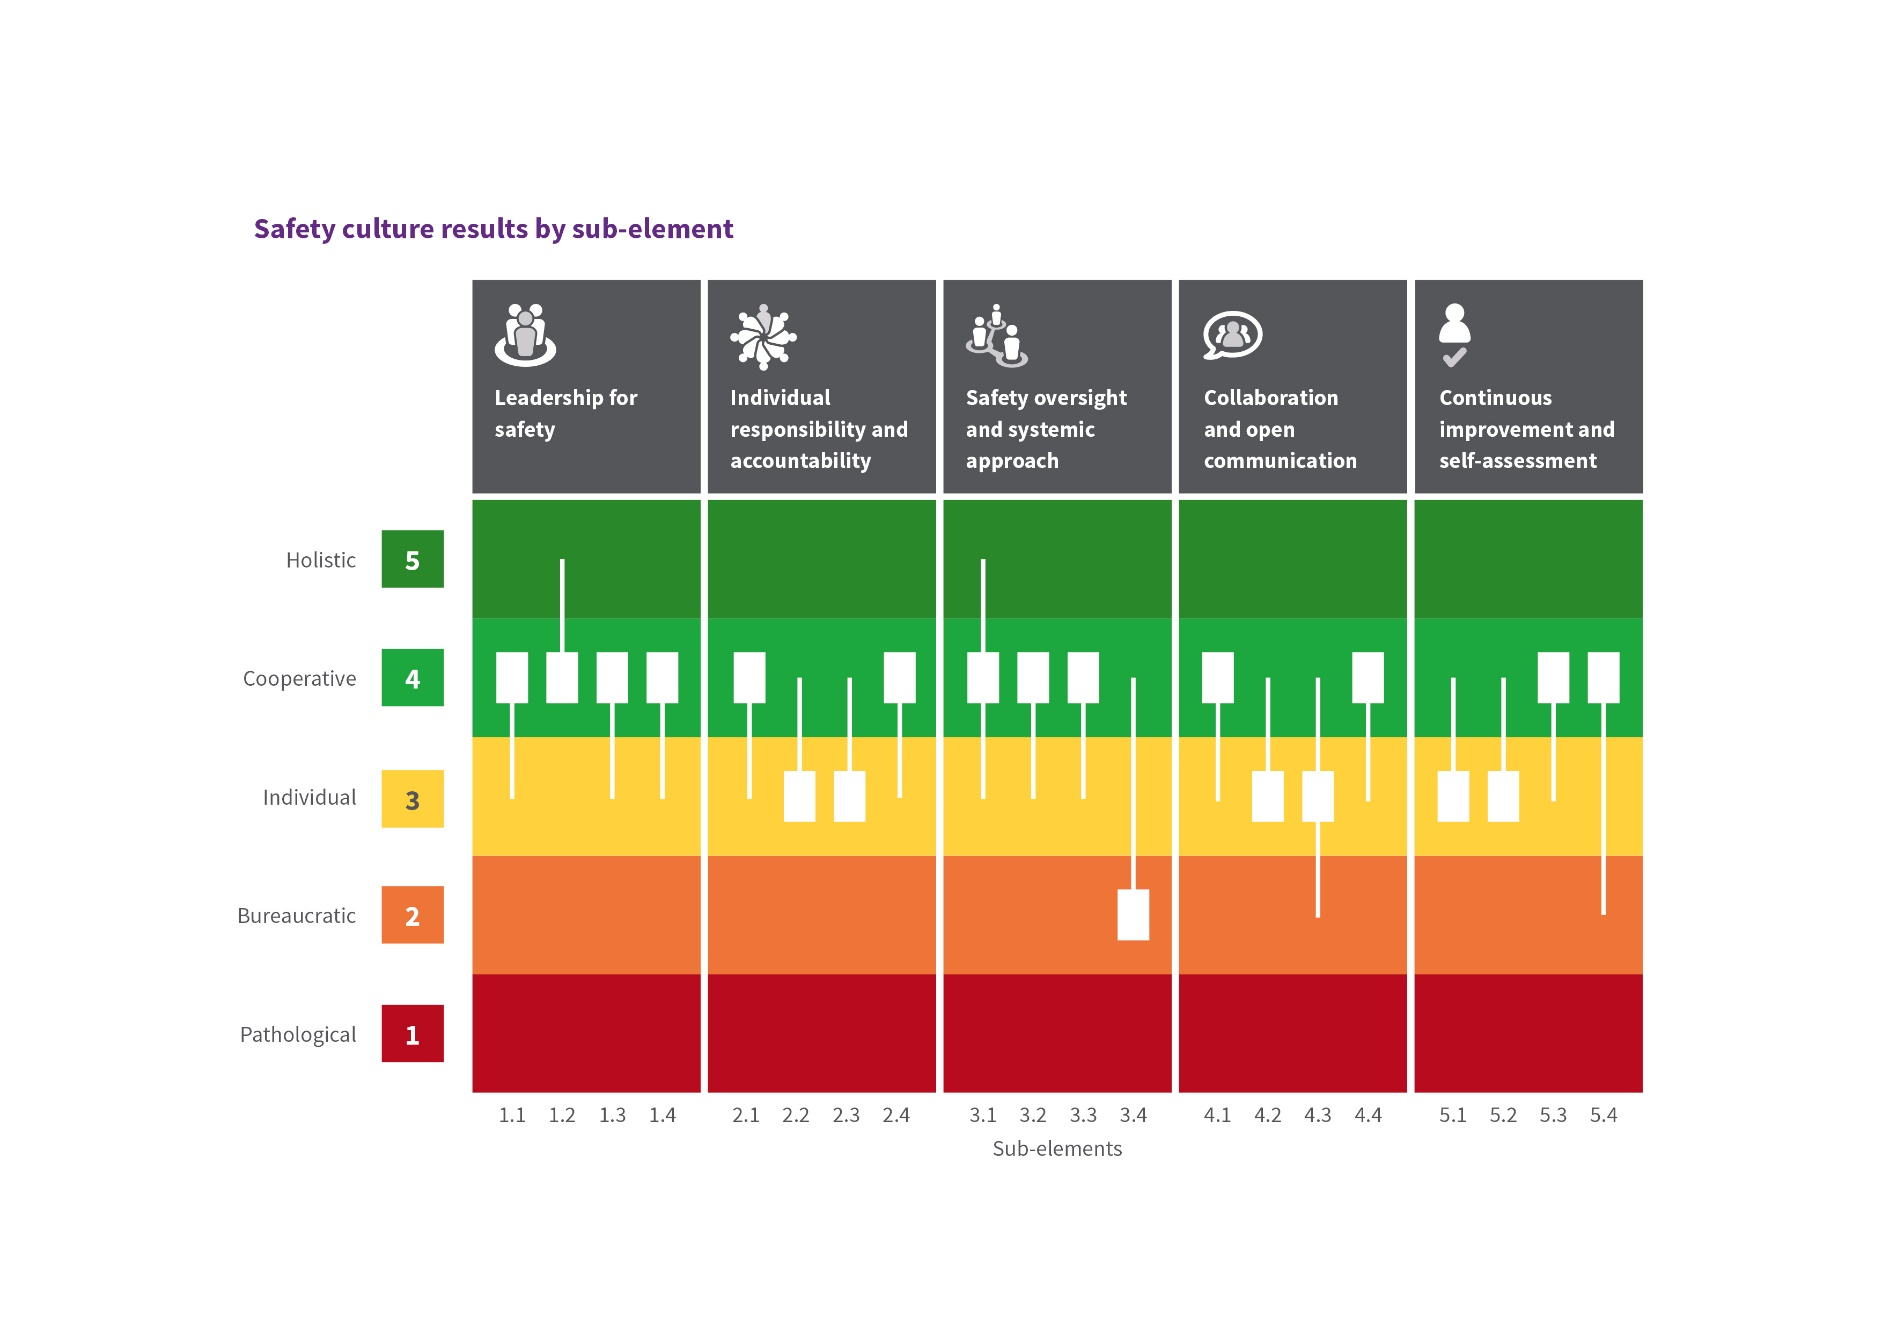 Safety culture results by sub-element
Leadership for
safety
Individual
responsibility and
accountability
Safety oversight
and systemic
approach
Collaboration
and open
communication
Continuous
improvement and
self-assessment
Holistic 5
Cooperative 4
Individual 3
Bureaucratic 2
Pathological 1
1.1 1.2 1.3 1.4 2.1 2.2 2.3 2.4 3.1 3.2 3.3 3.4 4.1 4.2 4.3 4.4 5.1 5.2 5.3 5.4
Sub-elements